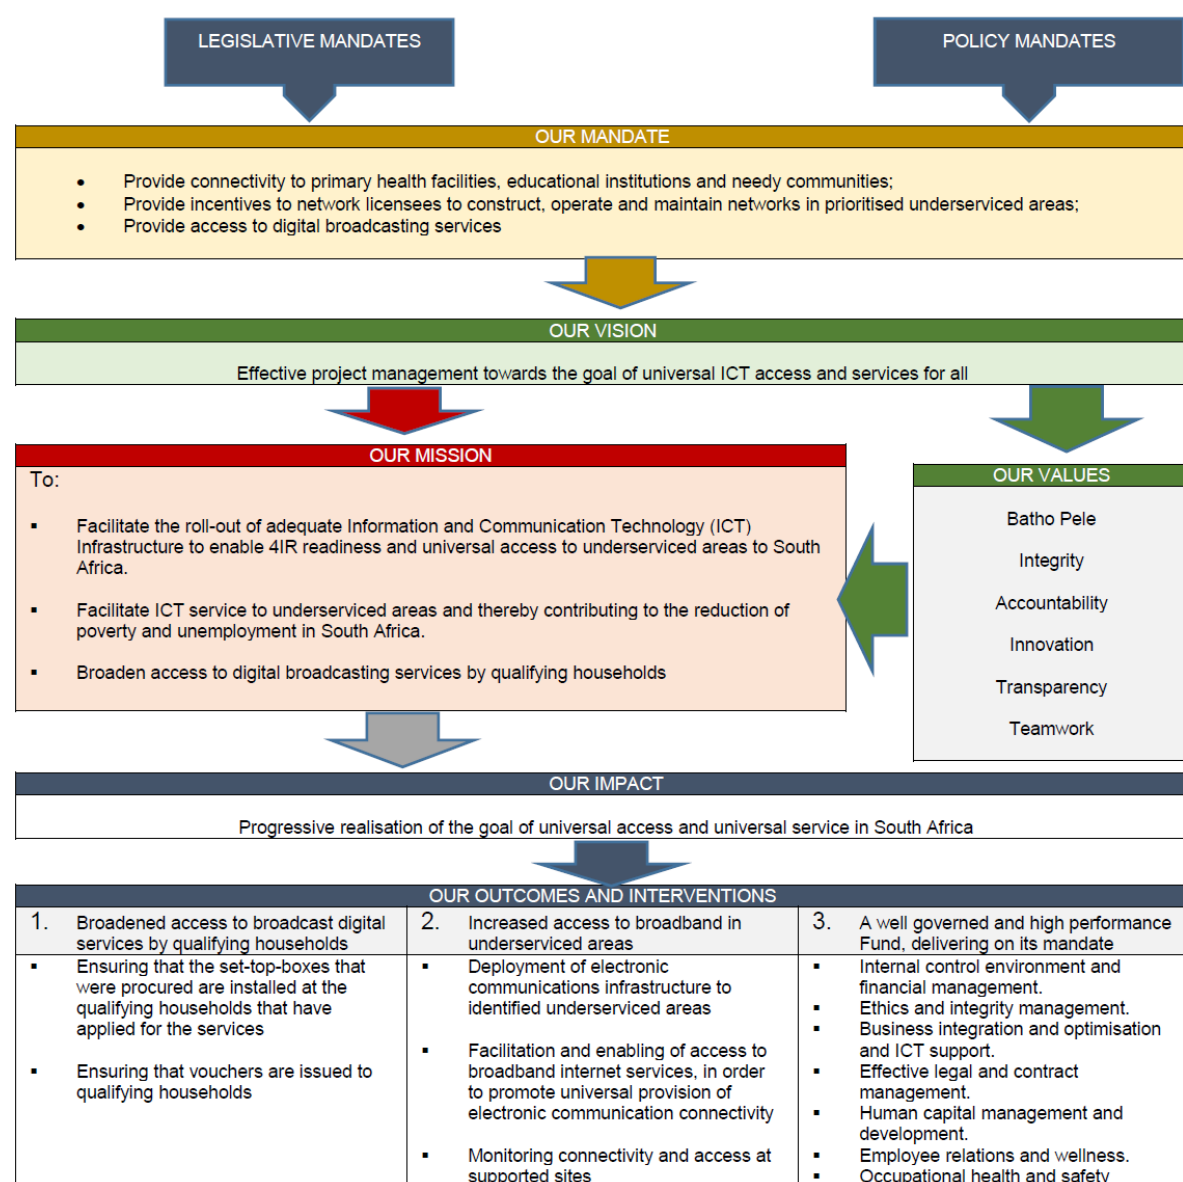 LEGISLATIVE MANDATES
POLICY MANDATES
OUR MANDATE
• Provide connectivity to primary health facilities, educational institutions and needy communities;
• Provide incentives to network licensees to construct, operate and maintain networks in prioritised underserviced areas;
• Provide access to digital broadcasting services
OUR VISION
Effective project management towards the goal of universal ICT access and services for all
OUR MISSION
To:
▪ Facilitate the roll-out of adequate Information and Communication Technology (ICT)
Infrastructure to enable 4IR readiness and universal access to underserviced areas to South
Africa.
▪ Facilitate ICT service to underserviced areas and thereby contributing to the reduction of
poverty and unemployment in South Africa.
▪ Broaden access to digital broadcasting services by qualifying households
OUR VALUES
Batho Pele
Integrity
Accountability
Innovation
Transparency
Teamwork
OUR IMPACT
Progressive realisation of the goal of universal access and universal service in South Africa
OUR OUTCOMES AND INTERVENTIONS
1. Broadened access to broadcast digital
services by qualifying households
▪ Ensuring that the set-top-boxes that
were procured are installed at the
qualifying households that have
applied for the services
▪ Ensuring that vouchers are issued to
qualifying households
2. Increased access to broadband in
underserviced areas
▪ Deployment of electronic
communications infrastructure to
identified underserviced areas
▪ Facilitation and enabling of access to
broadband internet services, in order
to promote universal provision of
electronic communication connectivity
▪ Monitoring connectivity and access at
supported sites
3. A well governed and high performance
Fund, delivering on its mandate
▪ Internal control environment and
financial management.
▪ Ethics and integrity management.
▪ Business integration and optimisation
and ICT support.
▪ Effective legal and contract
management.
▪ Human capital management and
development.
▪ Employee relations and wellness.
▪ Occupational health and safety